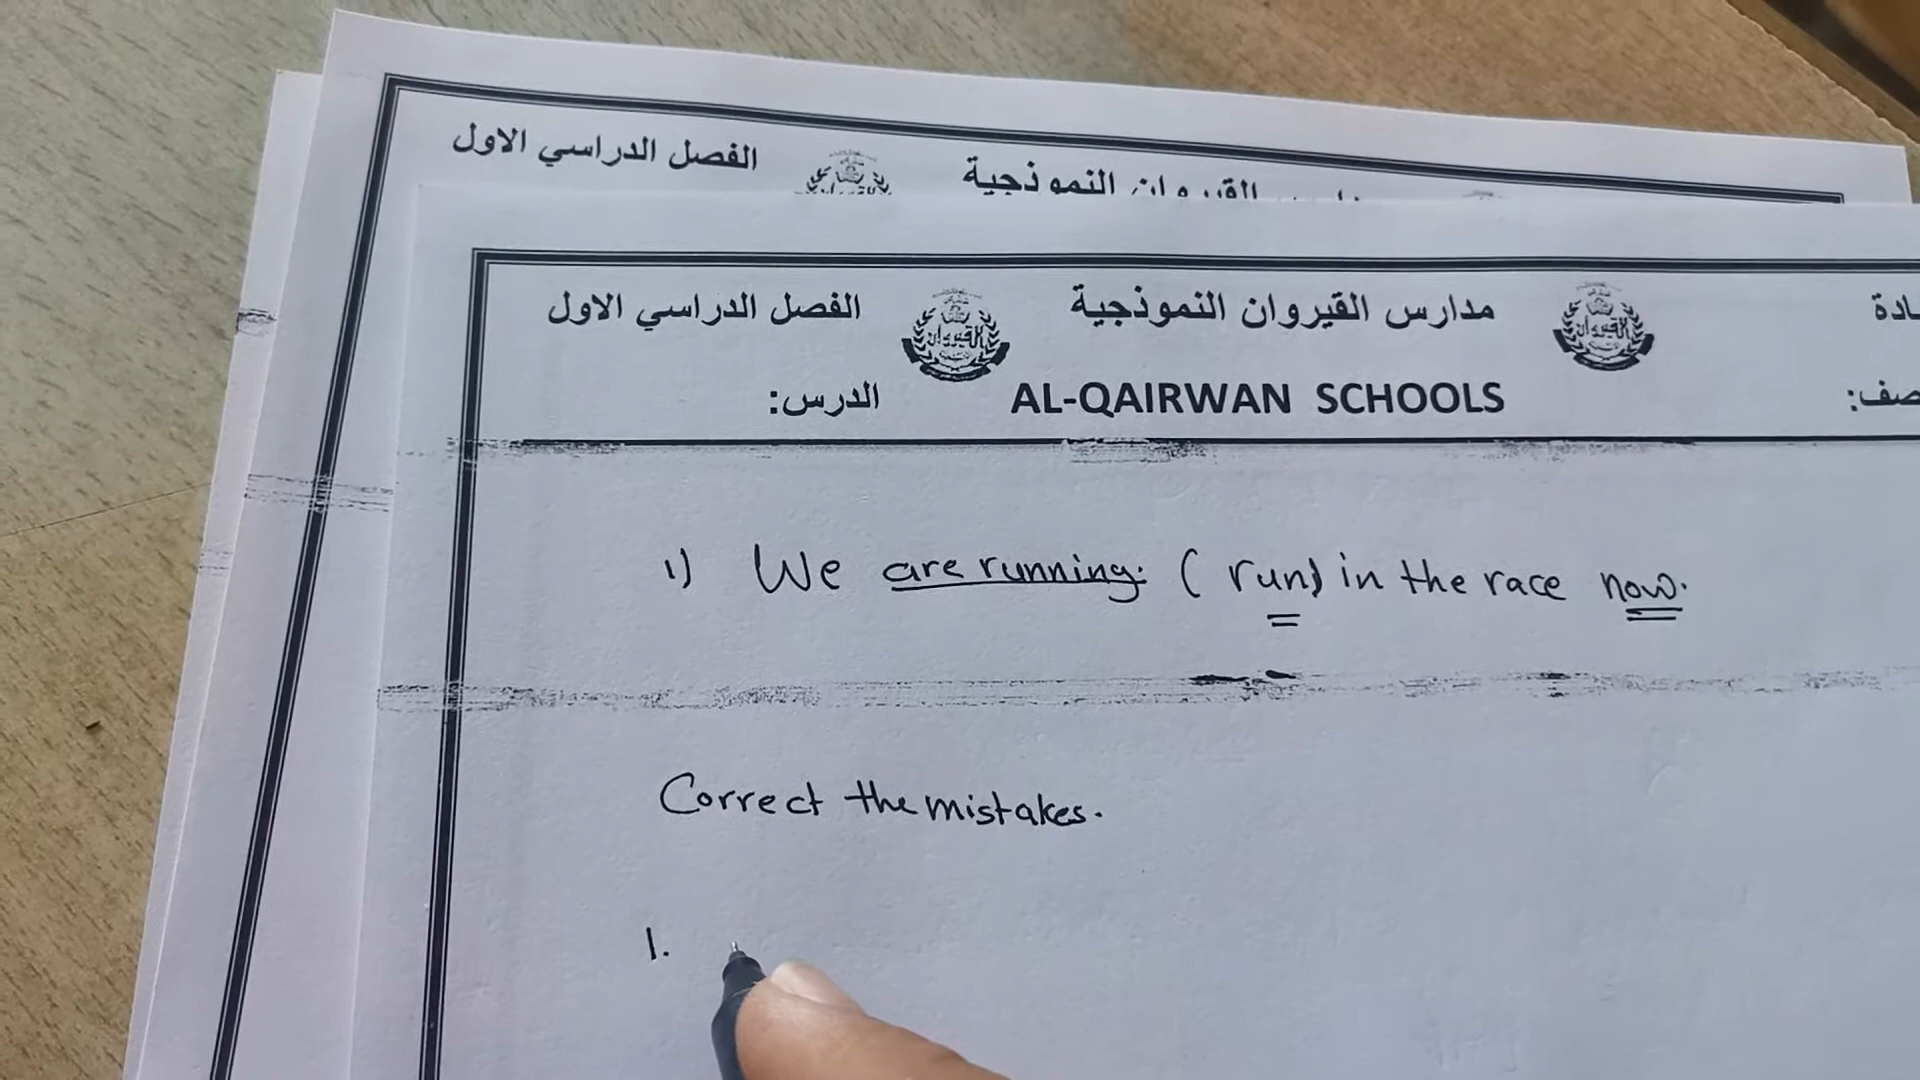 الفصل الدراسي الاول
النموذجية
مدارس القيروان النموذجية
الفصل الدراسي الاول
AL-QAIRWAN SCHOOLS
الدرس:
1) We are running. (run) in the race now.
Correct the mistakes.
1.